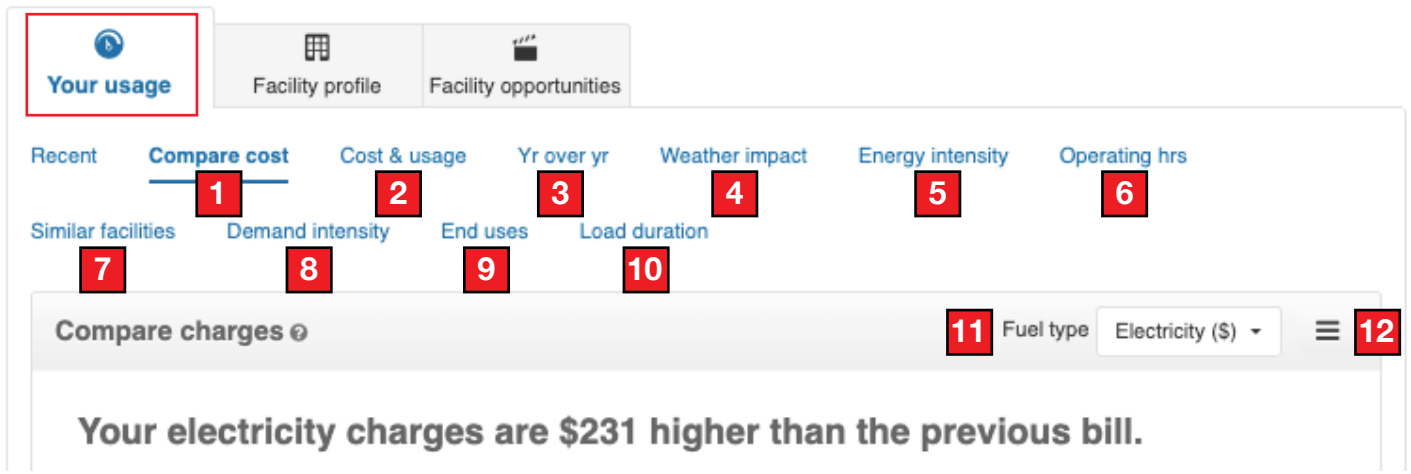 Your usage Facility profile Facility opportunities
Recent Compare cost Cost & usage Yr over yr Weather impact Energy intensity Operating hrs
1 2 3 4 5 6
Similar facilities Demand intensity End uses Load duration
7 8 9 10
Compare charges ? 11 Fuel type Electricity ($) 12
Your electricity charges are $231 higher than the previous bill.